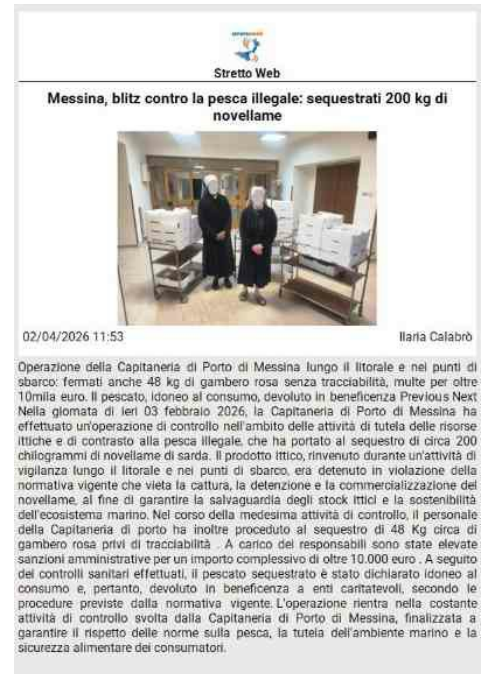 Stretto Web
Messina, blitz contro la pesca illegale: sequestrati 200 kg di
novellame
02/04/2026 11:53
Ilaria Calabrò
Operazione della Capitaneria di Porto di Messina lungo il litorale e nei punti di
sbarco: fermati anche 48 kg di gambero rosa senza tracciabilità, multe per oltre
10mila euro. Il pescato, idoneo al consumo, devoluto in beneficenza Previous Next
Nella giornata di ieri 03 febbraio 2026, la Capitaneria di Porto di Messina ha
effettuato un'operazione di controllo nell'ambito delle attività di tutela delle risorse
ittiche e di contrasto alla pesca illegale, che ha portato al sequestro di circa 200
chilogrammi di novellame di sarda. Il prodotto ittico, rinvenuto durante un'attività di
vigilanza lungo il litorale e nei punti di sbarco, era detenuto in violazione della
normativa vigente che vieta la cattura, la detenzione e la commercializzazione del
novellame, al fine di garantire la salvaguardia degli stock ittici e la sostenibilità
dell'ecosistema marino. Nel corso della medesima attività di controllo, il personale
della Capitaneria di porto ha inoltre proceduto al sequestro di 48 Kg circa di
gambero rosa privi di tracciabilità . A carico dei responsabili sono state elevate
sanzioni amministrative per un importo complessivo di oltre 10.000 euro . A seguito
dei controlli sanitari effettuati, il pescato sequestrato è stato dichiarato idoneo al
consumo e, pertanto, devoluto in beneficenza a enti caritatevoli, secondo le
procedure previste dalla normativa vigente. L'operazione rientra nella costante
attività di controllo svolta dalla Capitaneria di Porto di Messina, finalizzata a
garantire il rispetto delle norme sulla pesca, la tutela dell'ambiente marino e la
sicurezza alimentare dei consumatori.